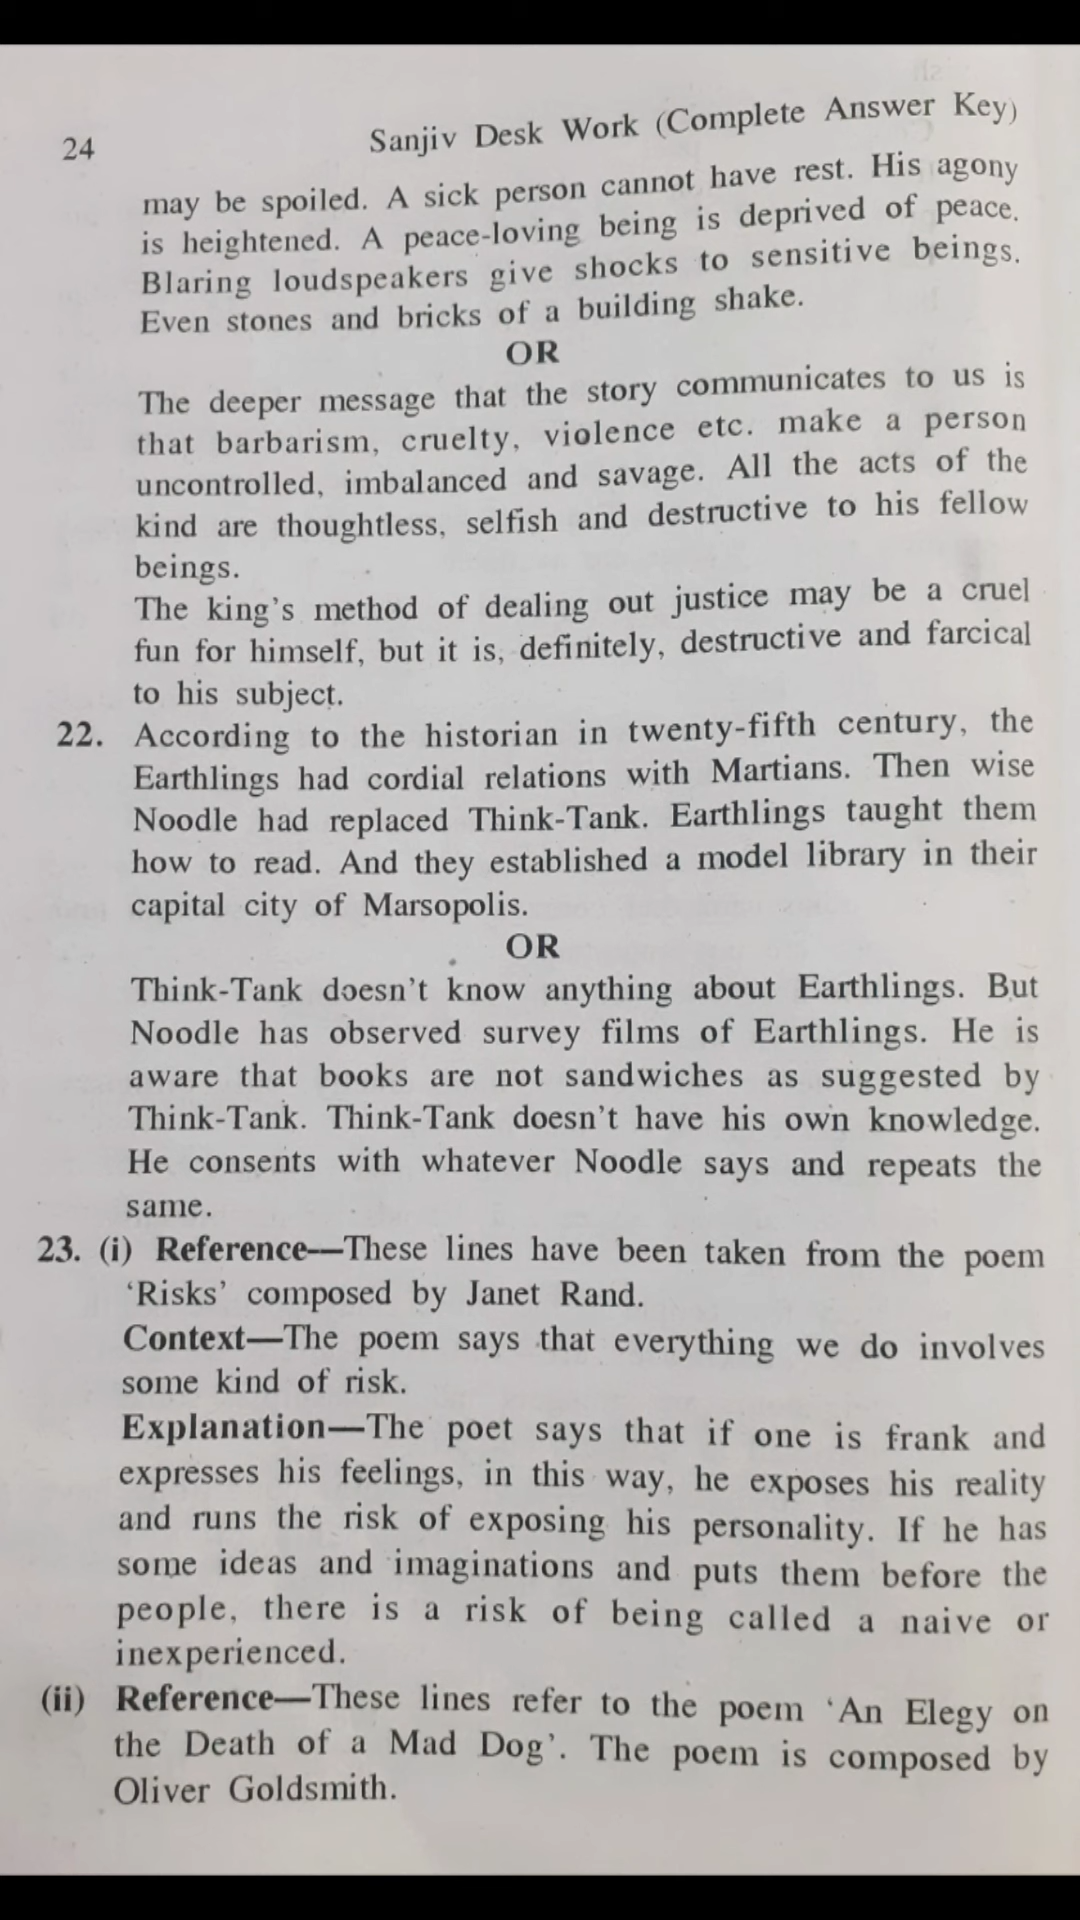 24
Sanjiv Desk Work (Complete Answer Key)
may be spoiled. A sick person cannot have rest. His agony
is heightened. A peace-loving being is deprived of peace.
Blaring loudspeakers give shocks to sensitive beings.
Even stones and bricks of a building shake.
OR
The deeper message that the story communicates to us is
that barbarism, cruelty, violence etc. make a person
uncontrolled, imbalanced and savage. All the acts of the
kind are thoughtless, selfish and destructive to his fellow
beings.
The king's method of dealing out justice may be a cruel
fun for himself, but it is, definitely, destructive and farcical
to his subject.
22. According to the historian in twenty-fifth century, the
Earthlings had cordial relations with Martians. Then wise
Noodle had replaced Think-Tank. Earthlings taught them
how to read. And they established a model library in their
capital city of Marsopolis.
OR
Think-Tank doesn't know anything about Earthlings. But
Noodle has observed survey films of Earthlings. He is
aware that books are not sandwiches as suggested by
Think-Tank. Think-Tank doesn't have his own knowledge.
He consents with whatever Noodle says and repeats the
same.
23. (i) Reference—These lines have been taken from the poem
'Risks' composed by Janet Rand.
Context—The poem says that everything we do involves
some kind of risk.
Explanation—The poet says that if one is frank and
expresses his feelings, in this way, he exposes his reality
and runs the risk of exposing his personality. If he has
some ideas and imaginations and puts them before the
people, there is a risk of being called a naive or
inexperienced.
(ii) Reference—These lines refer to the poem 'An Elegy on
the Death of a Mad Dog'. The poem is composed by
Oliver Goldsmith.